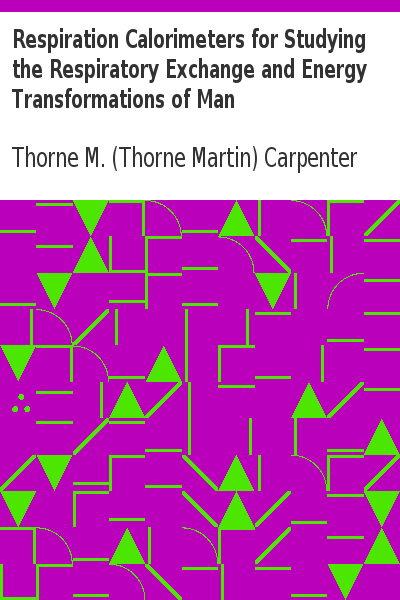 Respiration Calorimeters for Studying
the Respiratory Exchange and Energy
Transformations of Man
Thorne M. (Thorne Martin) Carpenter